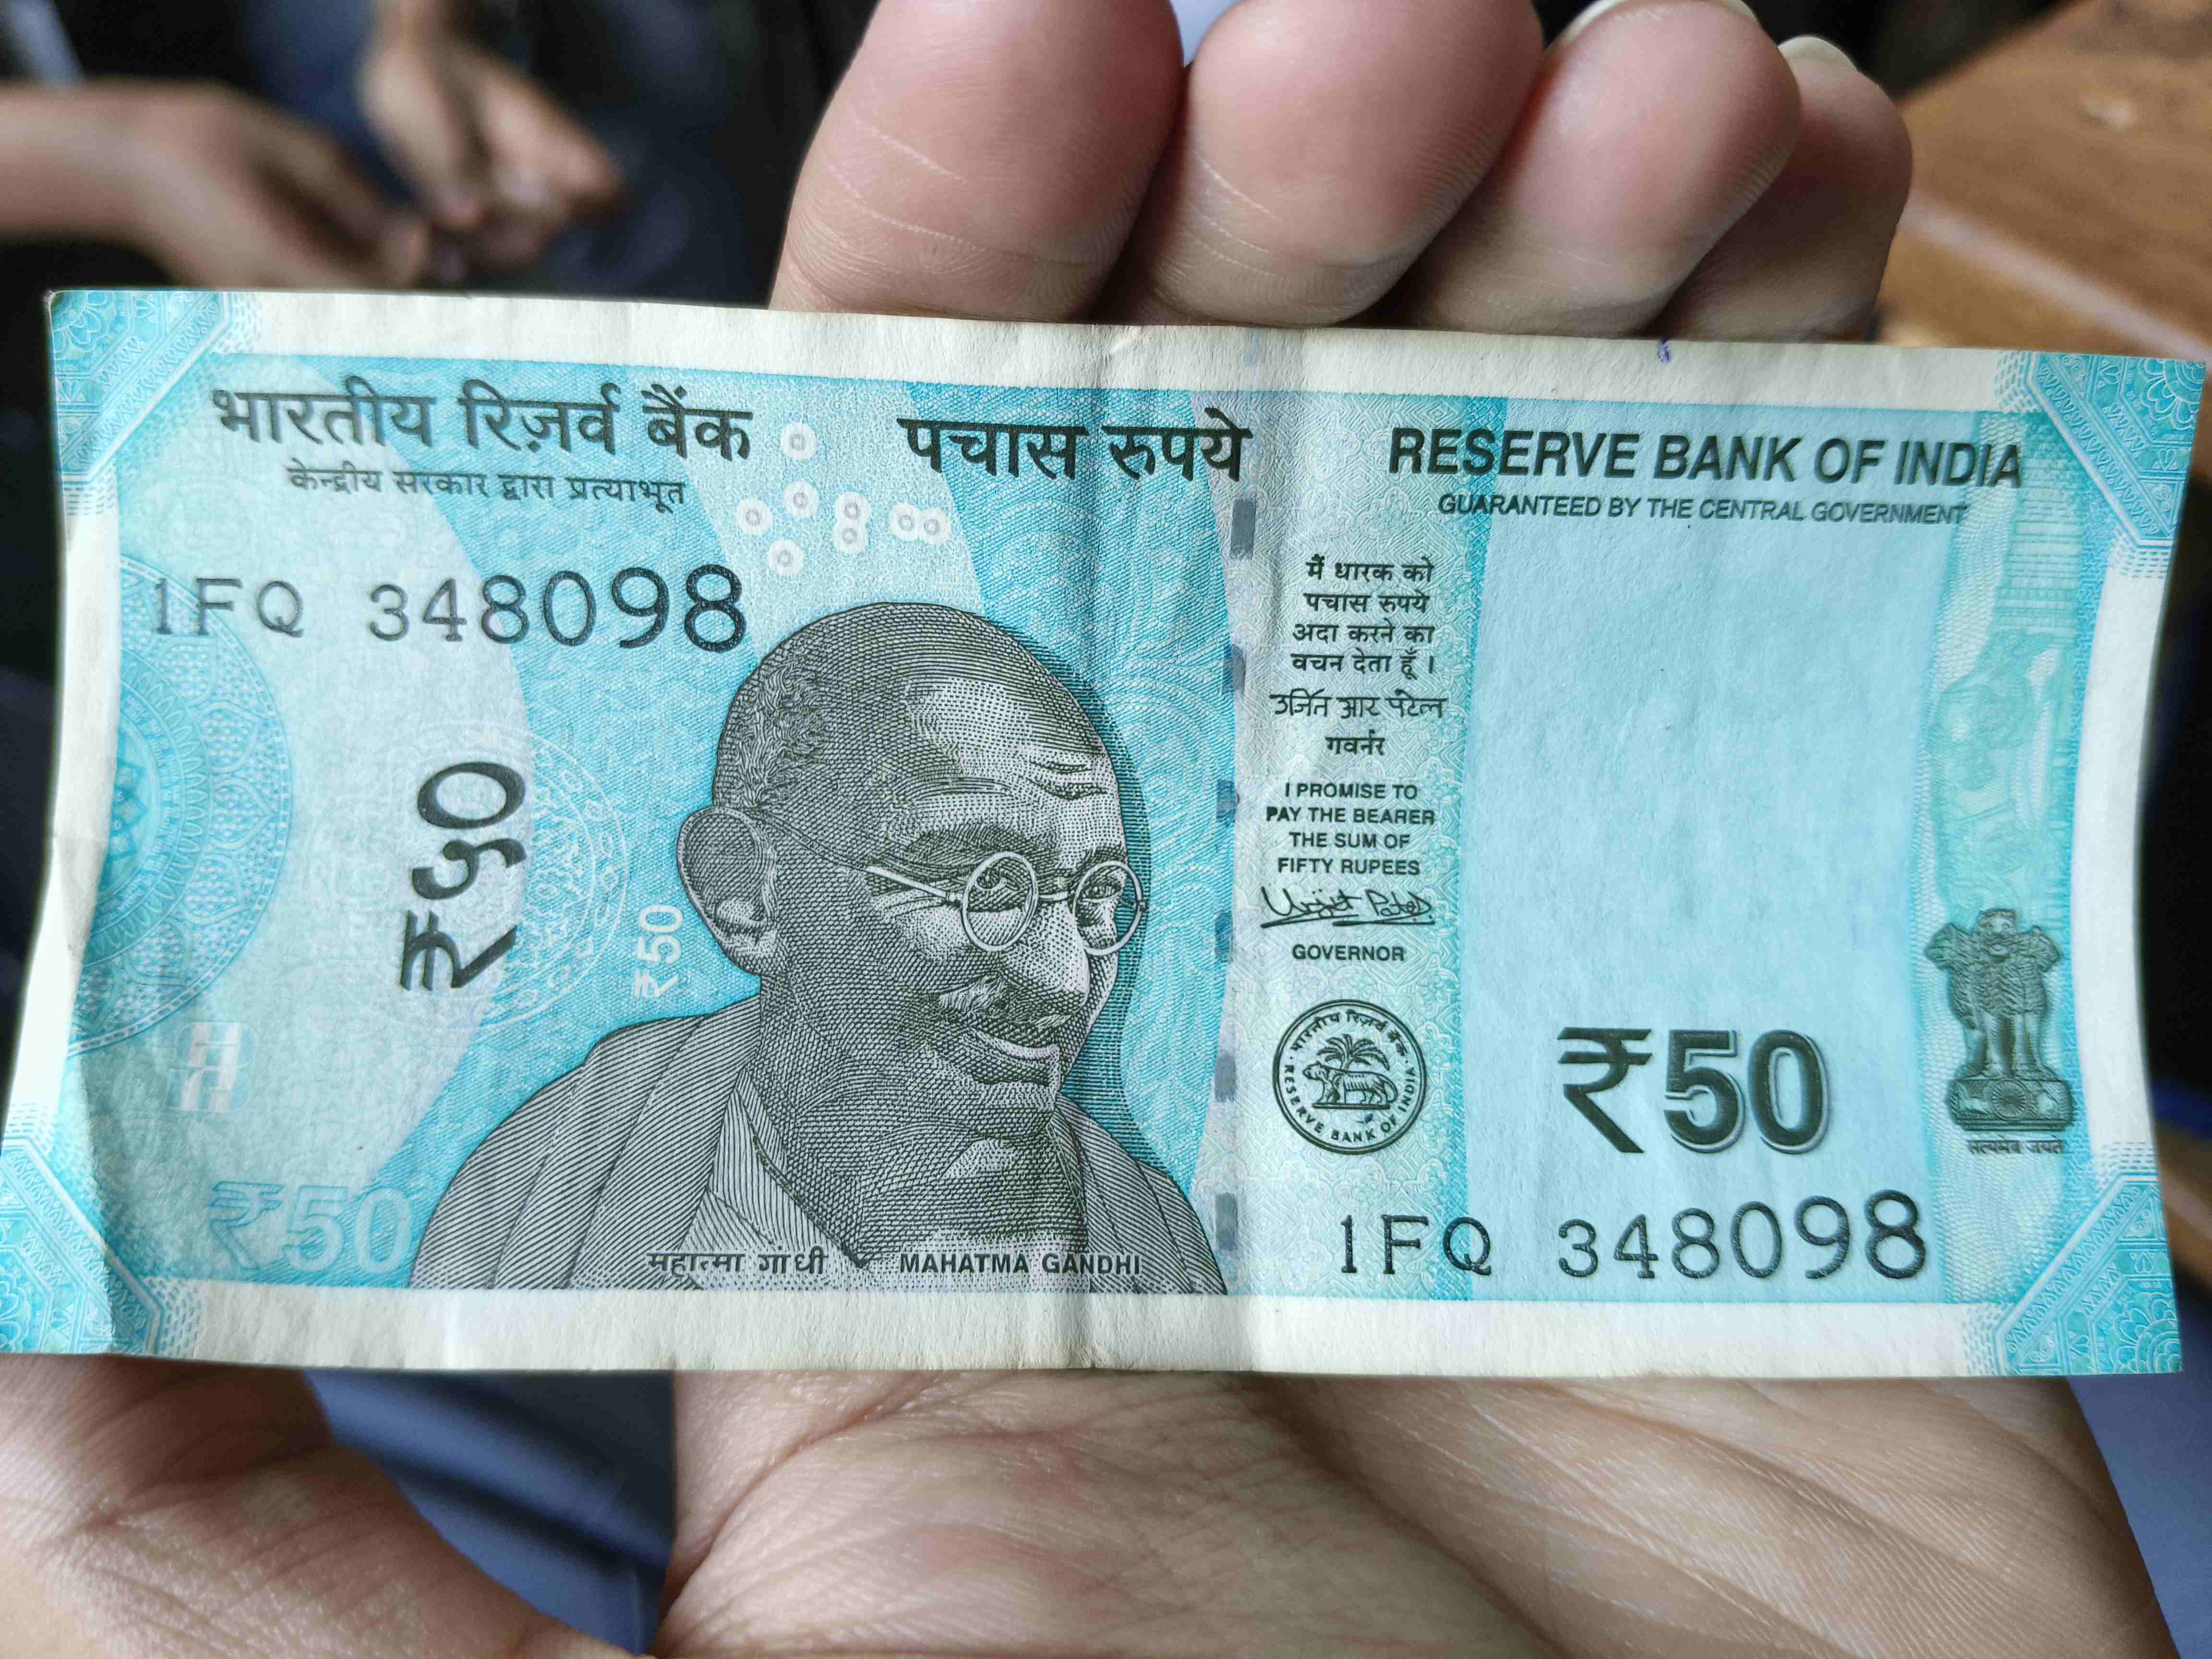 भारतीय रिज़र्व बैंक
केन्द्रीय सरकार द्वारा प्रत्याभूत
पचास रुपये
RESERVE BANK OF INDIA
GUARANTEED BY THE CENTRAL GOVERNMENT
1FQ 348098
₹५०
₹50
₹50
मैं धारक को
पचास रुपये
अदा करने का
वचन देता हूँ ।
उर्जित आर पटेल
गवर्नर
I PROMISE TO
PAY THE BEARER
THE SUM OF
FIFTY RUPEES
Urjit Patel
GOVERNOR
भारतीय रिज़र्व बैंक
RESERVE BANK OF INDIA
₹50
सत्यमेव जयते
1FQ 348098
महात्मा गांधी MAHATMA GANDHI